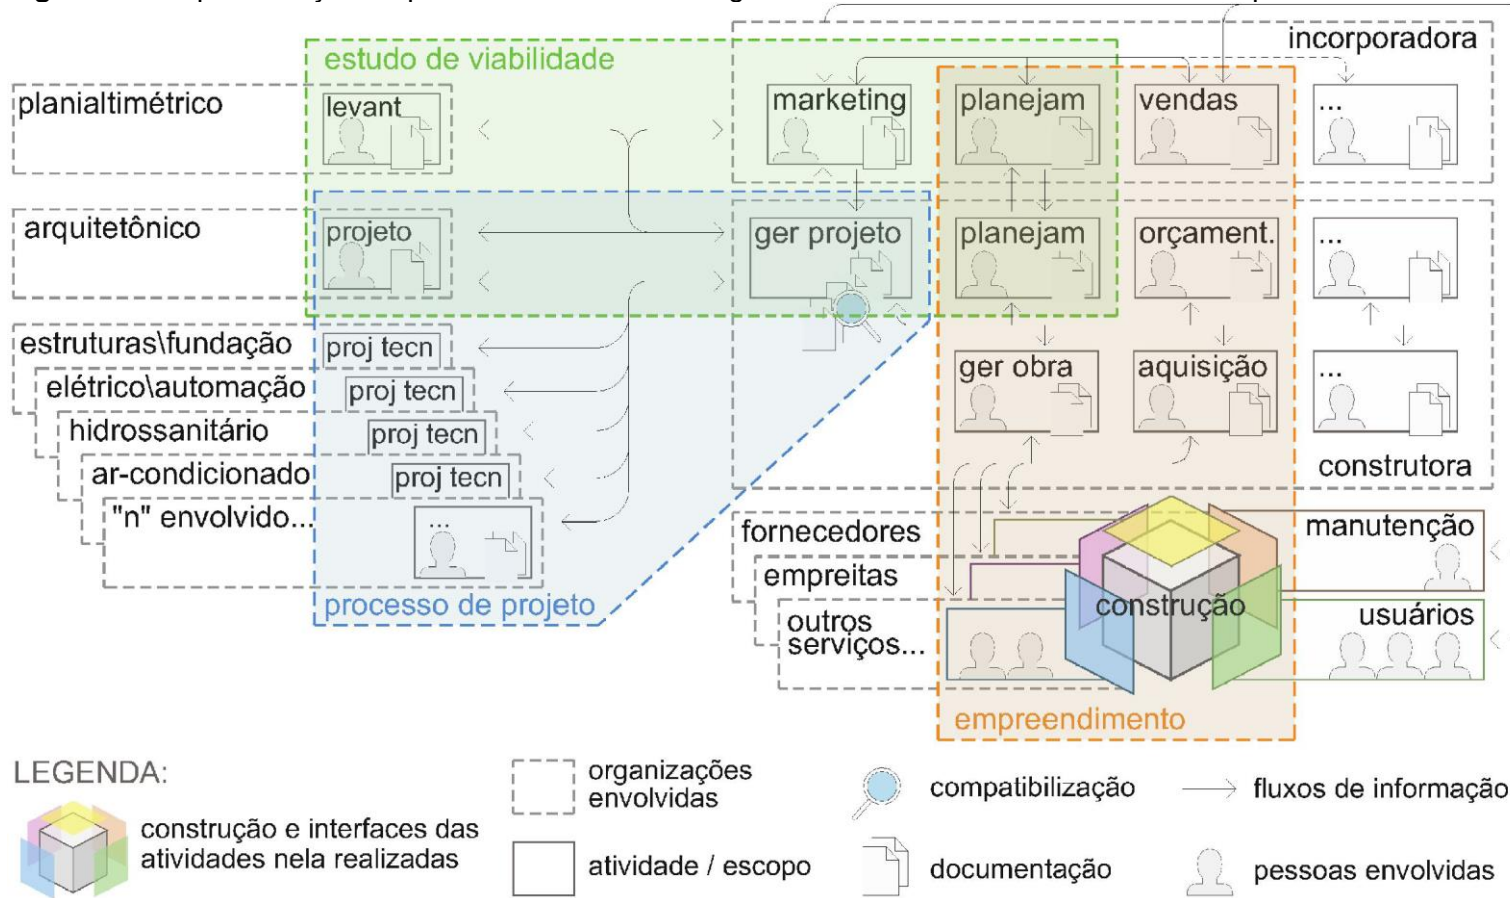 estudo de viabilidade
incorporadora
planialtimétrico
levant
marketing
planejam
vendas
...
arquitetônico
projeto
ger projeto
planejam
orçament.
...
estruturas\fundação
proj tecn
ger obra
aquisição
...
elétrico\automação
proj tecn
hidrossanitário
proj tecn
ar-condicionado
proj tecn
construtora
"n" envolvido...
...
processo de projeto
fornecedores
manutenção
empreitas
construção
outros
serviços...
usuários
empreendimento
LEGENDA:
construção e interfaces das
atividades nela realizadas
organizações
envolvidas
atividade / escopo
compatibilização
documentação
fluxos de informação
pessoas envolvidas